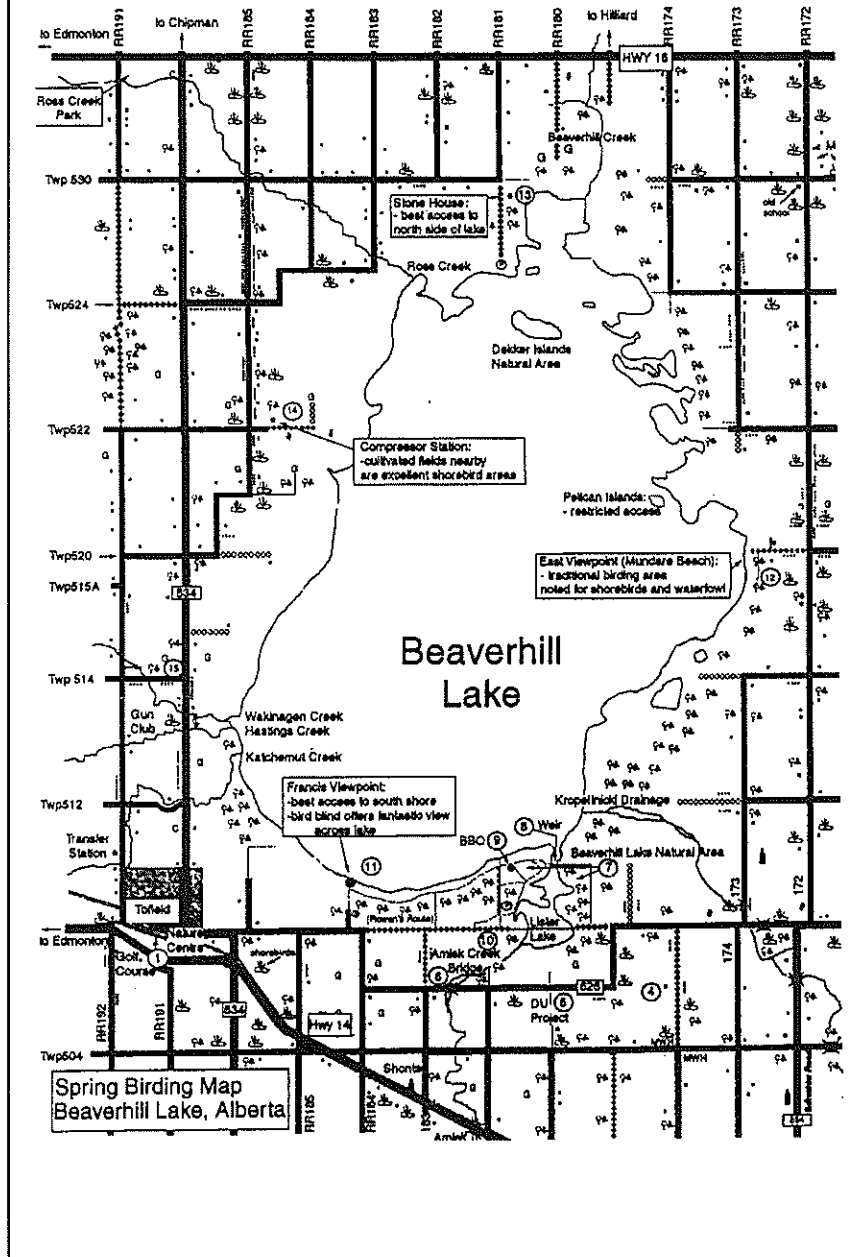 to Edmonton
RR191
to Chipman
RR185
RR184
RR183
RR182
RR181
RR180
to Hilliard
RR174
RR173
RR172
HWY 16
Ross Creek
Park
Beaverhill Creek
G
G
Twp 530
Stone House:
- best access to
north side of lake
13
old
school
Ross Creek
Twp524
Dekker Islands
Natural Area
G
G
14
Twp522
Compressor Station:
-cultivated fields nearby
are excellent shorebird areas
G
G
Pelican Islands:
- restricted access
Twp520
East Viewpoint (Mundare Beach):
- traditional birding area
noted for shorebirds and waterfowl
12
Twp515A
834
Beaverhill
Lake
15
G
Twp 514
Gun
Club
Wakinagen Creek
Hastings Creek
G
Katchemut Creek
Francis Viewpoint:
-best access to south shore
-bird blind offers fantastic view
across lake
Kropelnicki Drainage
Twp512
8
Weir
Transfer
Station
BBO
9
Beaverhill Lake Natural Area
7
11
173
172
Tofield
(Rowan's Route)
Lister
Lake
to Edmonton
Nature
Centre
10
174
Golf
Course
1
shorebirds
Amisk Creek
Bridge
6
626
4
RR192
RR191
834
Hwy 14
DU
Project
Twp504
MWH
Shonts
RR185
RR184
183
Spring Birding Map
Beaverhill Lake, Alberta